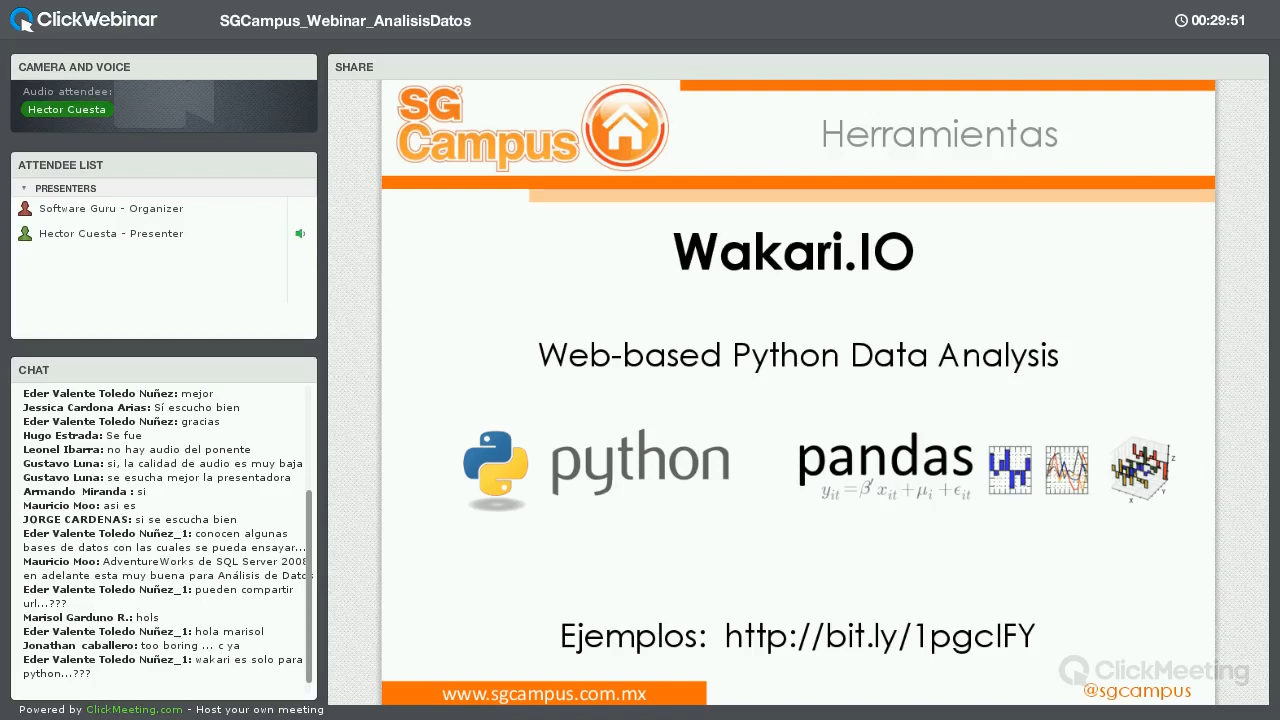 ClickWebinar
SGCampus_Webinar_AnalisisDatos
00:29:51
CAMERA AND VOICE
Audio attendee:
Hector Cuesta
ATTENDEE LIST
PRESENTERS
Software Guru - Organizer
Hector Cuesta - Presenter
CHAT
Eder Valente Toledo Nuñez: mejor
Jessica Cardona Arias: Sí escucho bien
Eder Valente Toledo Nuñez: gracias
Hugo Estrada: Se fue
Leonel Ibarra: no hay audio del ponente
Gustavo Luna: si, la calidad de audio es muy baja
Gustavo Luna: se escucha mejor la presentadora
Armando Miranda : si
Mauricio Moo: asi es
JORGE CARDENAS: si se escucha bien
Eder Valente Toledo Nuñez_1: conocen algunas
bases de datos con las cuales se pueda ensayar...
Mauricio Moo: AdventureWorks de SQL Server 2008
en adelante esta muy buena para Análisis de Datos
Eder Valente Toledo Nuñez_1: pueden compartir
url...???
Marisol Garduno R.: hols
Eder Valente Toledo Nuñez_1: hola marisol
Jonathan caballero: too boring ... c ya
Eder Valente Toledo Nuñez_1: wakari es solo para
python...???
Powered by ClickMeeting.com - Host your own meeting
SHARE
SG
Campus
Herramientas
Wakari.IO
Web-based Python Data Analysis
python
pandas
y_it = β′ x_it + μ_i + ε_it
X
Y
Z
Ejemplos: http://bit.ly/1pgcIFY
ClickMeeting
www.sgcampus.com.mx
@sgcampus